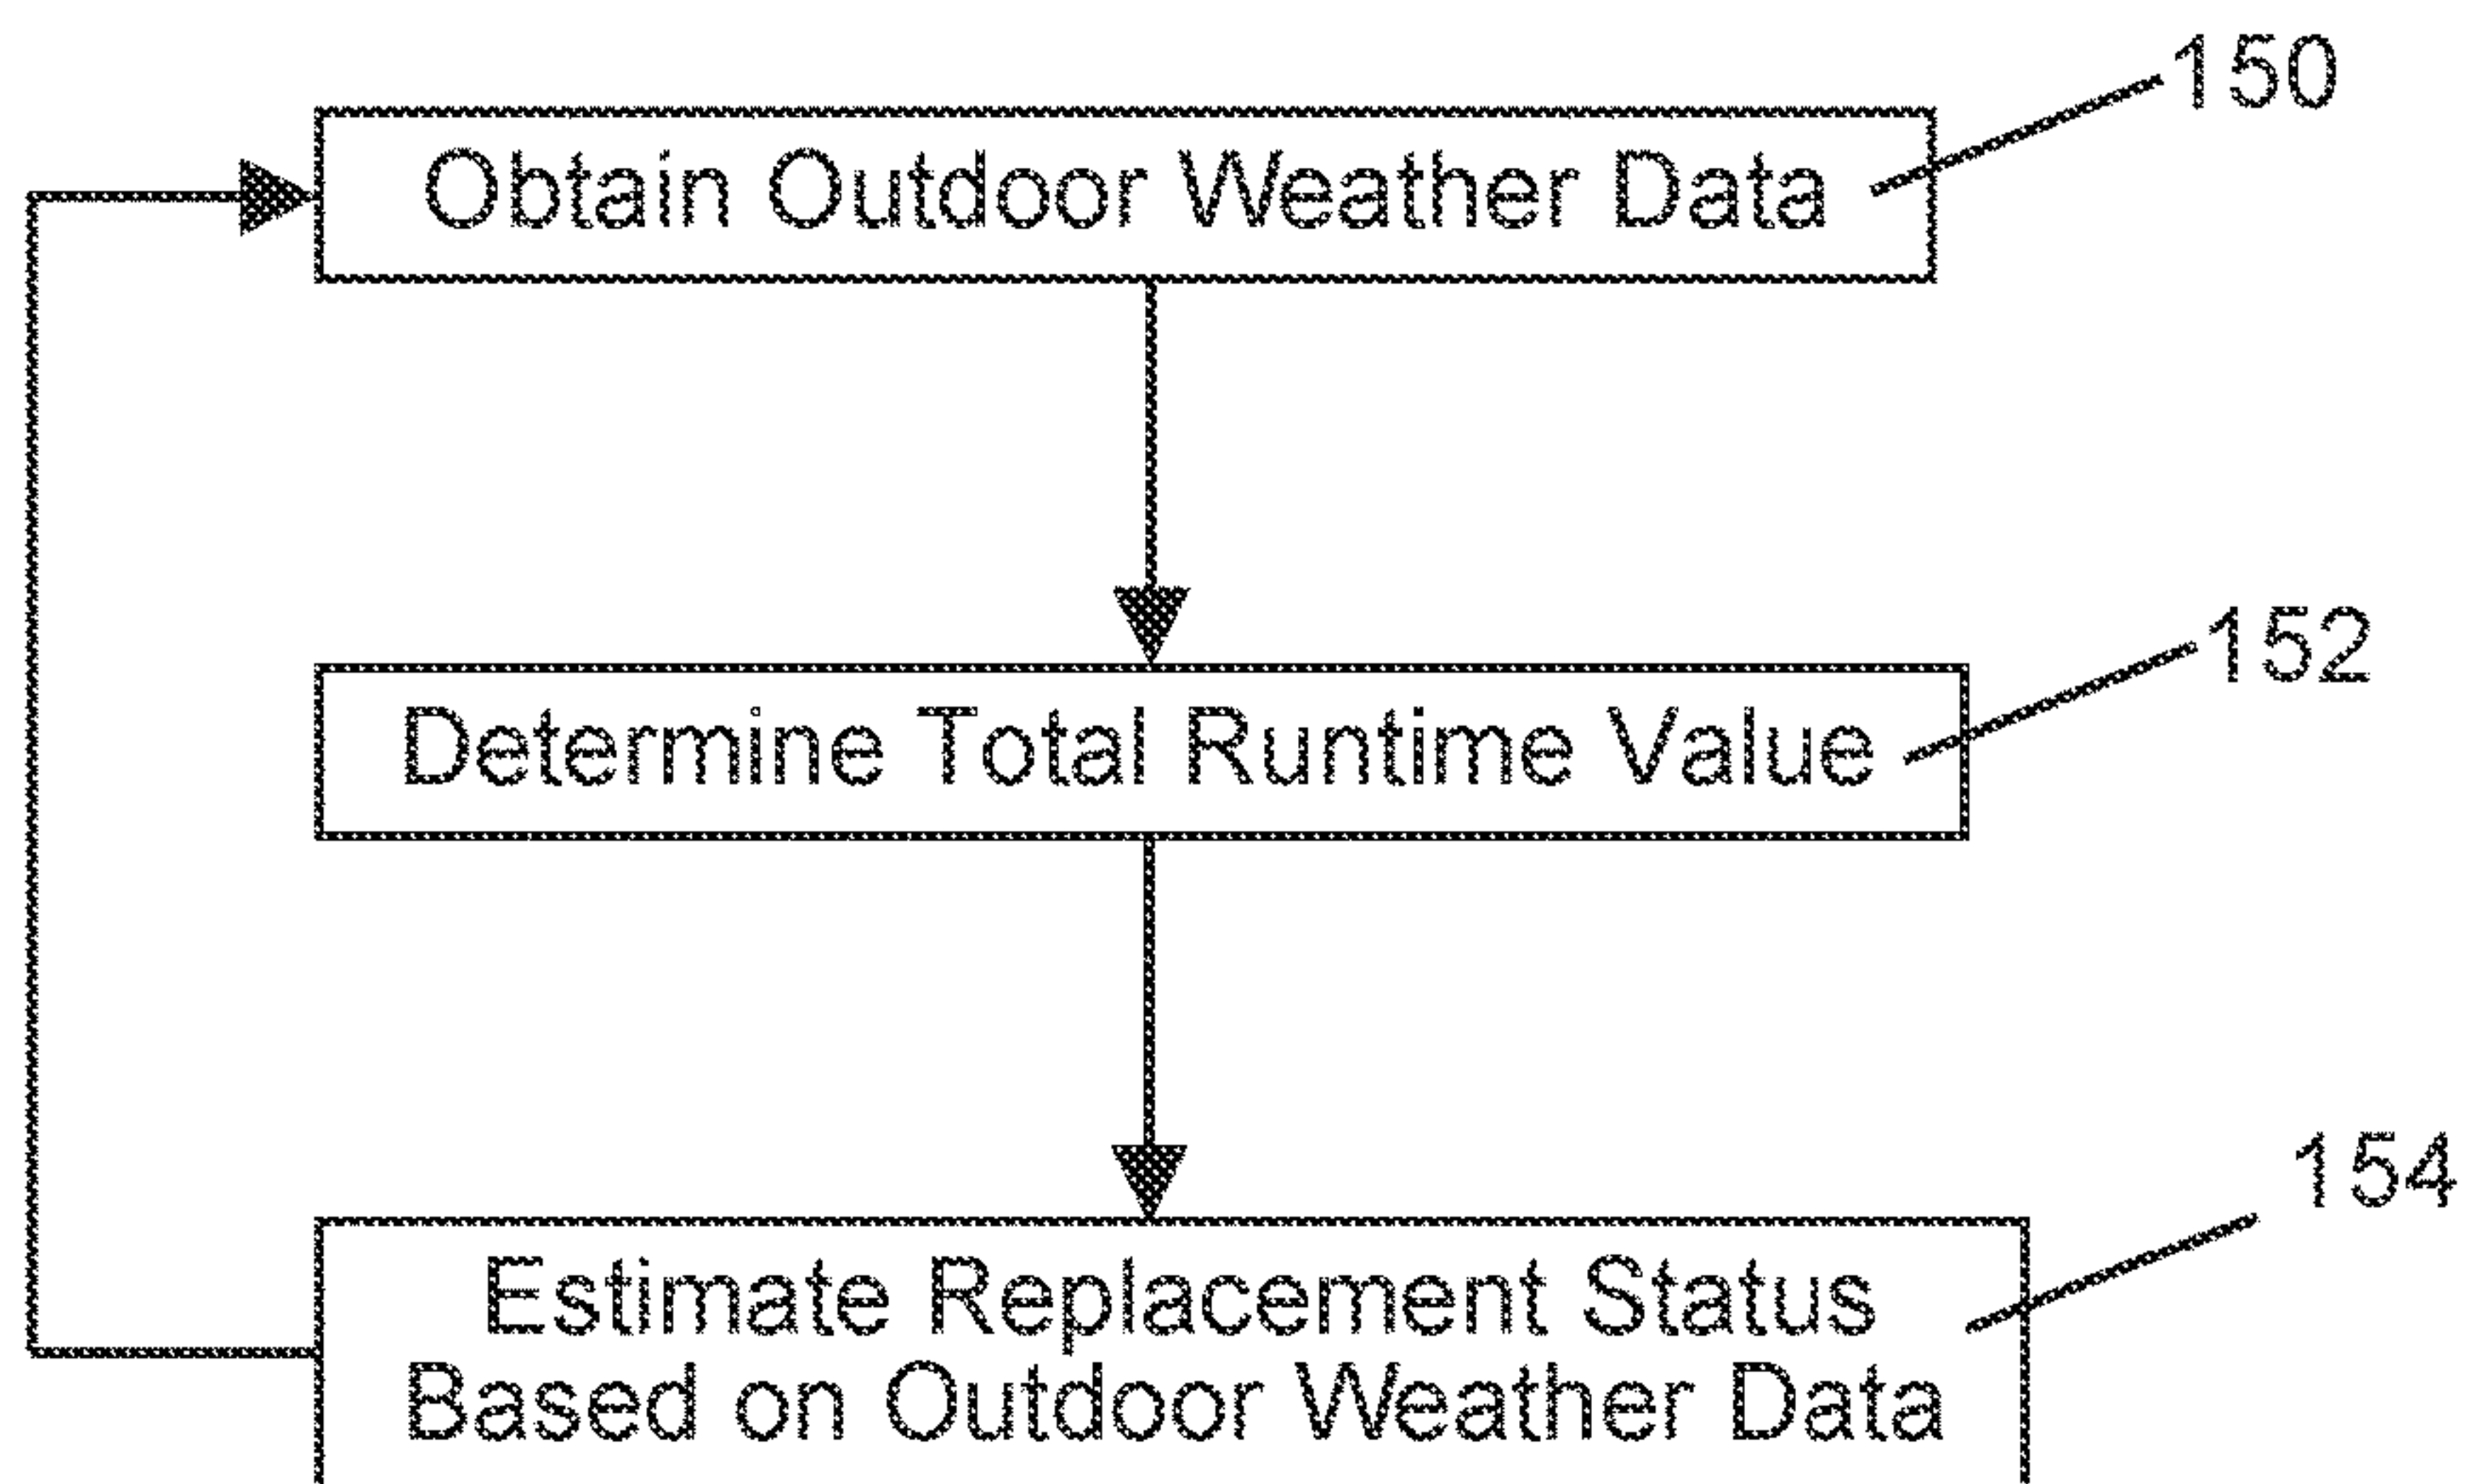 150
Obtain Outdoor Weather Data
152
Determine Total Runtime Value
154
Estimate Replacement Status
Based on Outdoor Weather Data